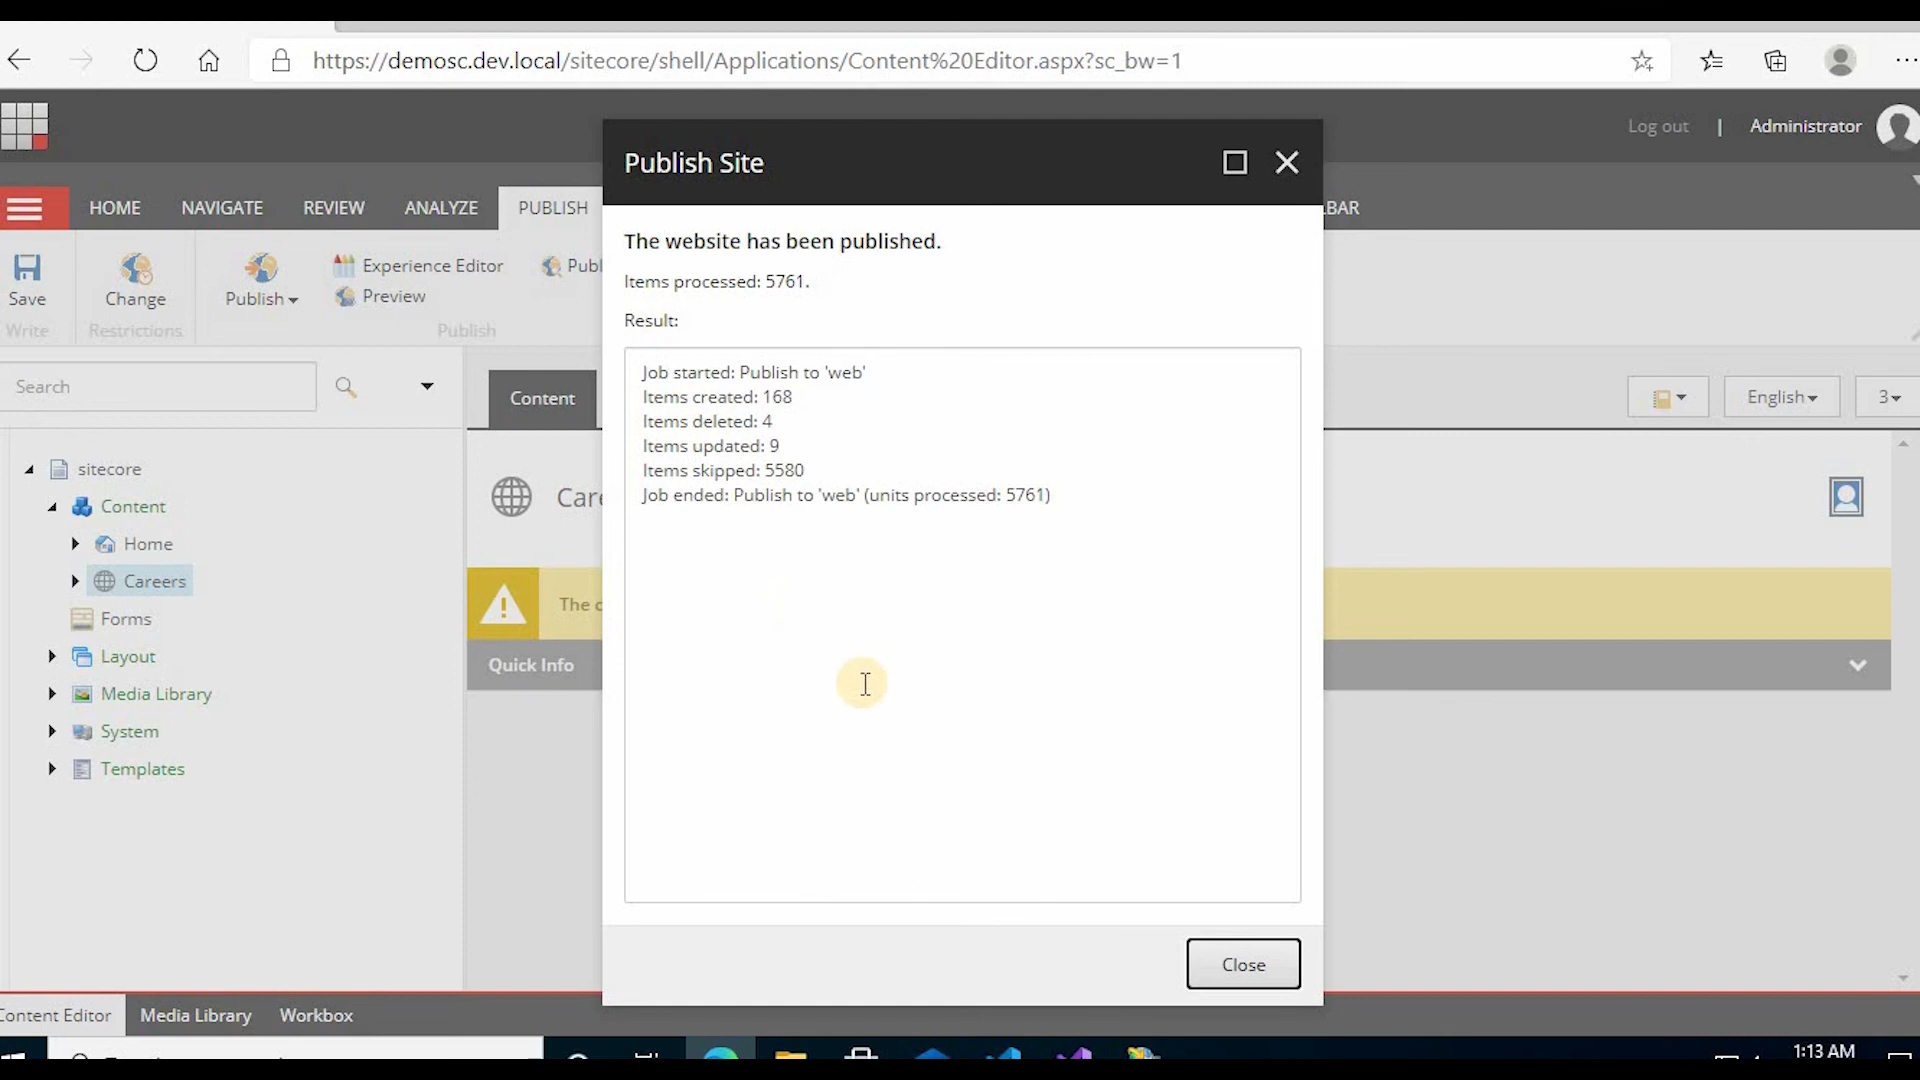 https://demosc.dev.local/sitecore/shell/Applications/Content%20Editor.aspx?sc_bw=1
Log out | Administrator
Publish Site
HOME NAVIGATE REVIEW ANALYZE PUBLISH LBAR
The website has been published.
Experience Editor Publ
Items processed: 5761.
Save Change Publish Preview
Result:
Write Restrictions Publish
Job started: Publish to 'web'
Search Content Items created: 168 English 3
Items deleted: 4
Items updated: 9
sitecore Items skipped: 5580
Job ended: Publish to 'web' (units processed: 5761)
Content
Home
Careers
The c
Forms
Layout Quick Info
Media Library
System
Templates
Close
Content Editor Media Library Workbox
1:13 AM